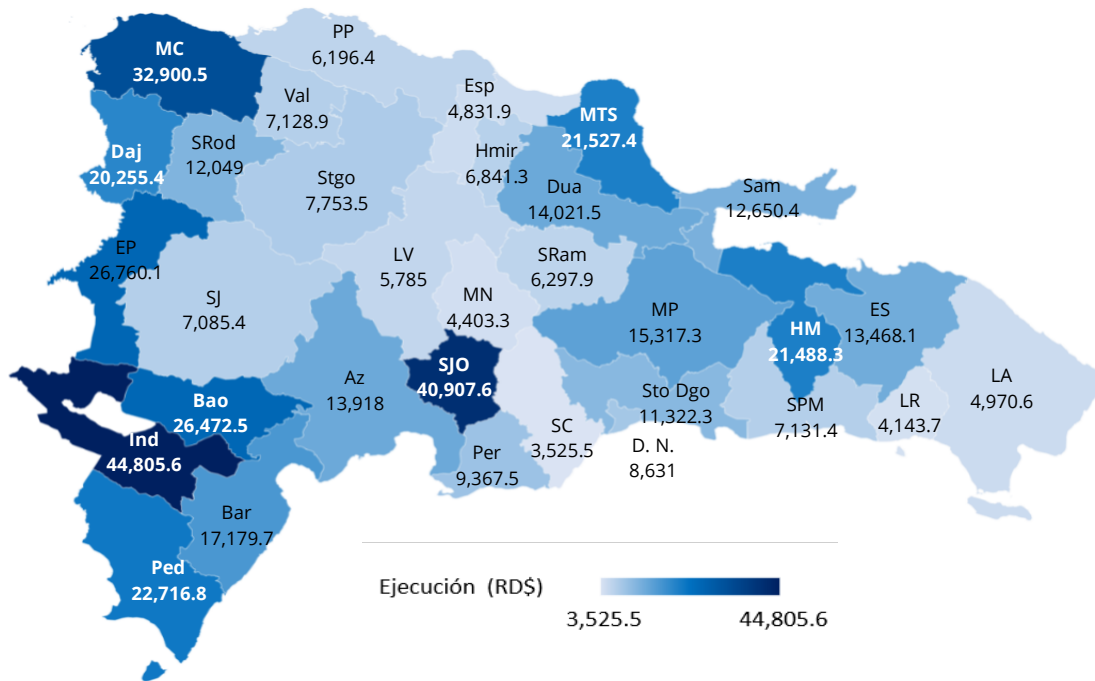 PP
6,196.4
MC
32,900.5
Esp
4,831.9
Val
7,128.9
MTS
21,527.4
Daj
20,255.4
SRod
12,049
Hmir
6,841.3
Stgo
7,753.5
Dua
14,021.5
Sam
12,650.4
EP
26,760.1
LV
5,785
SRam
6,297.9
SJ
7,085.4
MN
4,403.3
MP
15,317.3
ES
13,468.1
HM
21,488.3
SJO
40,907.6
Az
13,918
LA
4,970.6
Sto Dgo
11,322.3
Bao
26,472.5
SPM
7,131.4
LR
4,143.7
SC
3,525.5
Ind
44,805.6
Per
9,367.5
D. N.
8,631
Bar
17,179.7
Ped
22,716.8
Ejecución (RD$)
3,525.5 44,805.6